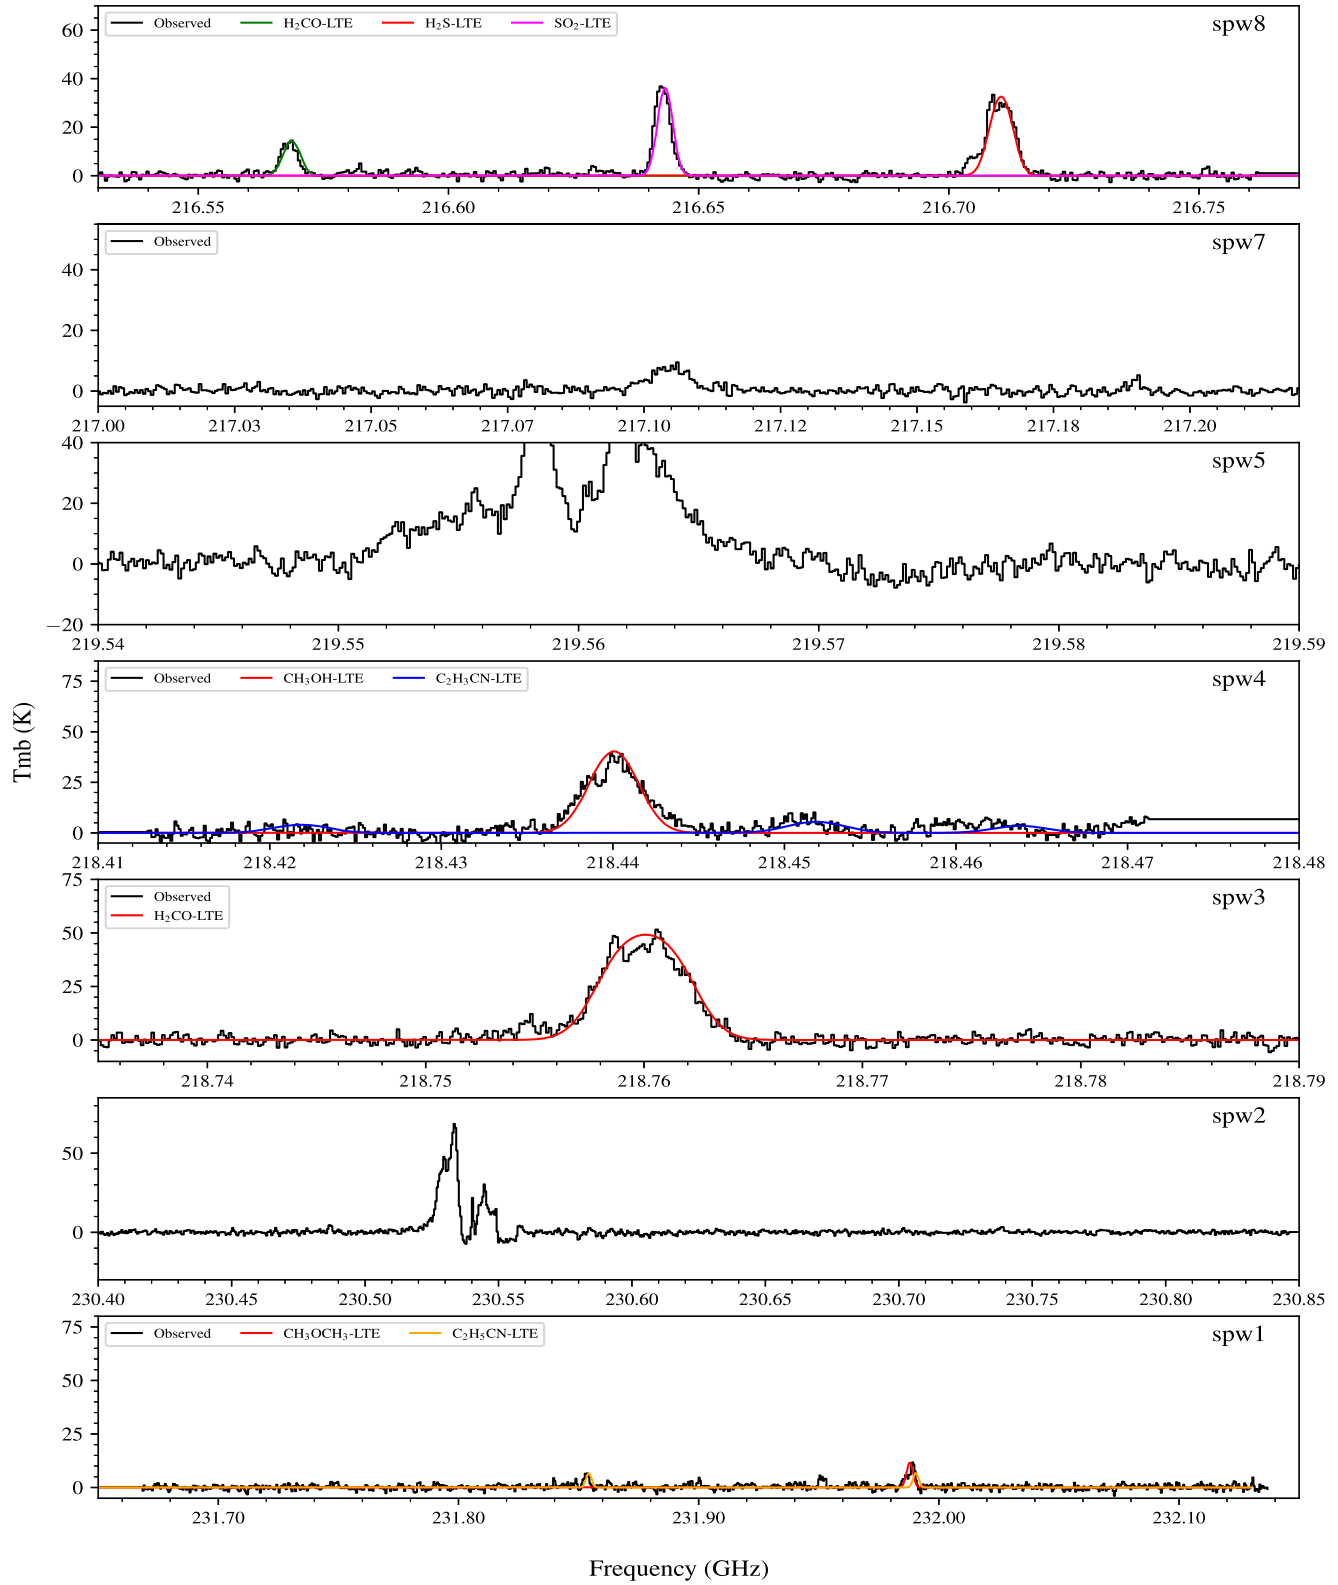 Observed H₂CO-LTE H₂S-LTE SO₂-LTE spw8
60
40
20
0
216.55 216.60 216.65 216.70 216.75
Observed spw7
40
20
0
217.00 217.03 217.05 217.07 217.10 217.12 217.15 217.18 217.20
40 spw5
20
0
−20
219.54 219.55 219.56 219.57 219.58 219.59
Observed CH₃OH-LTE C₂H₃CN-LTE spw4
75
50
25
0
218.41 218.42 218.43 218.44 218.45 218.46 218.47 218.48
Tmb (K)
75
Observed spw3
H₂CO-LTE
50
25
0
218.74 218.75 218.76 218.77 218.78 218.79
spw2
50
0
230.40 230.45 230.50 230.55 230.60 230.65 230.70 230.75 230.80 230.85
Observed CH₃OCH₃-LTE C₂H₅CN-LTE spw1
75
50
25
0
231.70 231.80 231.90 232.00 232.10
Frequency (GHz)